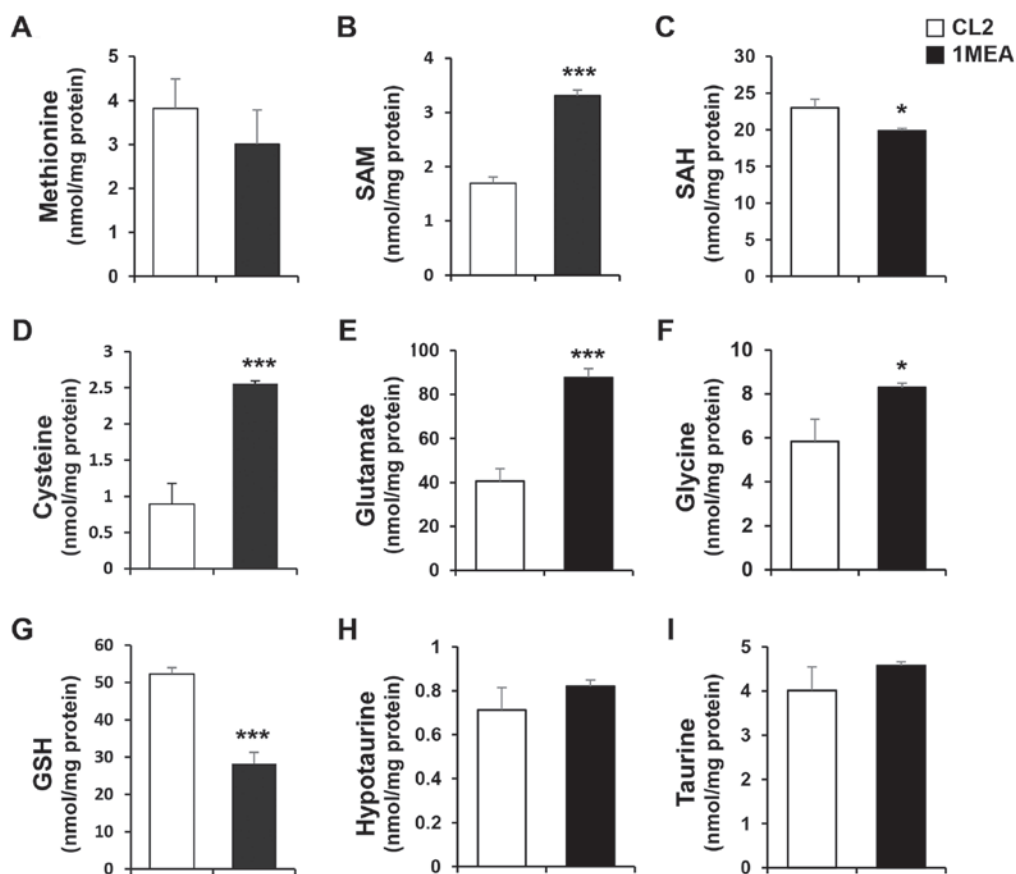 A
Methionine
(nmol/mg protein)
5
4
3
2
1
0
B
SAM
(nmol/mg protein)
4
3
2
1
0
***
C
SAH
(nmol/mg protein)
30
25
20
15
10
5
0
*
CL2
1MEA
D
Cysteine
(nmol/mg protein)
3
2.5
2
1.5
1
0.5
0
***
E
Glutamate
(nmol/mg protein)
100
80
60
40
20
0
***
F
Glycine
(nmol/mg protein)
10
8
6
4
2
0
*
G
GSH
(nmol/mg protein)
60
50
40
30
20
10
0
***
H
Hypotaurine
(nmol/mg protein)
1
0.8
0.6
0.4
0.2
0
I
Taurine
(nmol/mg protein)
5
4
3
2
1
0